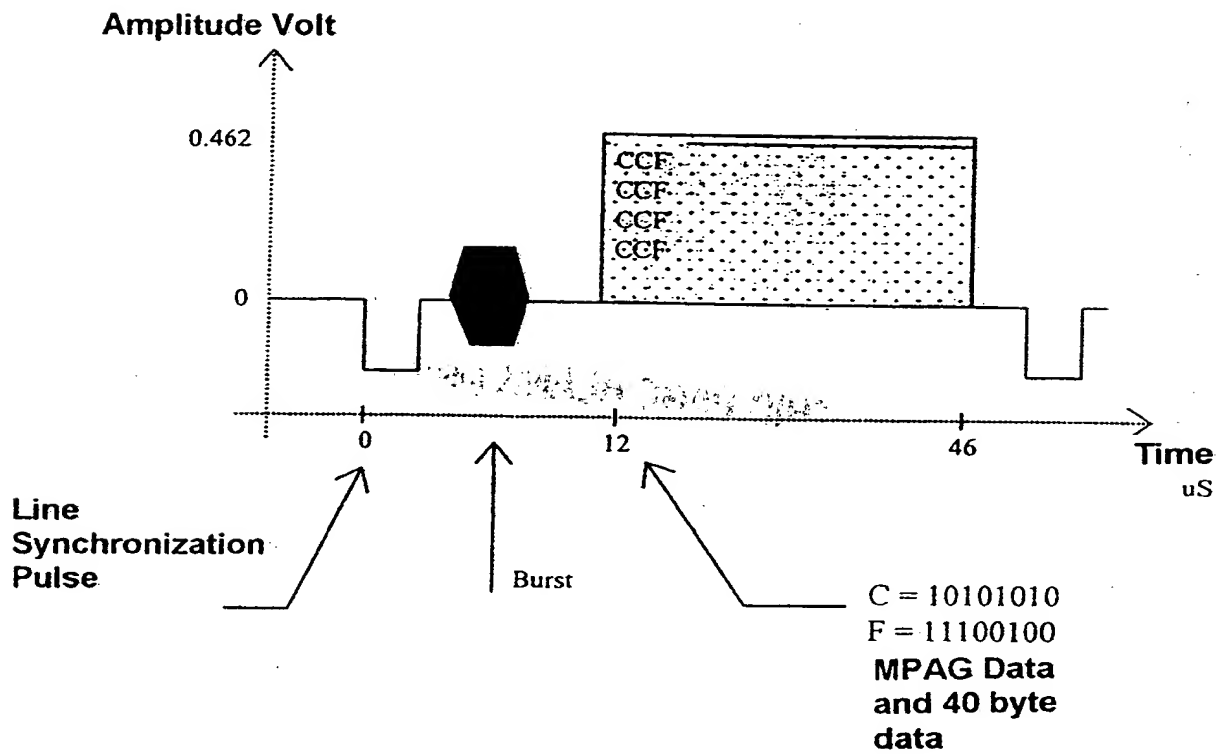 Amplitude Volt
0.462
CCF
CCF
CCF
CCF
0
0
12
46
Time
uS
Line
Synchronization
Pulse
Burst
C = 10101010
F = 11100100
MPAG Data
and 40 byte
data